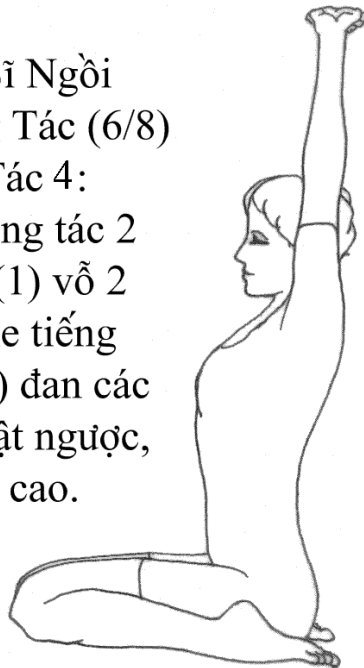 ĩ Ngồi
Tác (6/8)
Tác 4:
ng tác 2
(1) vỗ 2
e tiếng
) đan các
ật ngược,
cao.